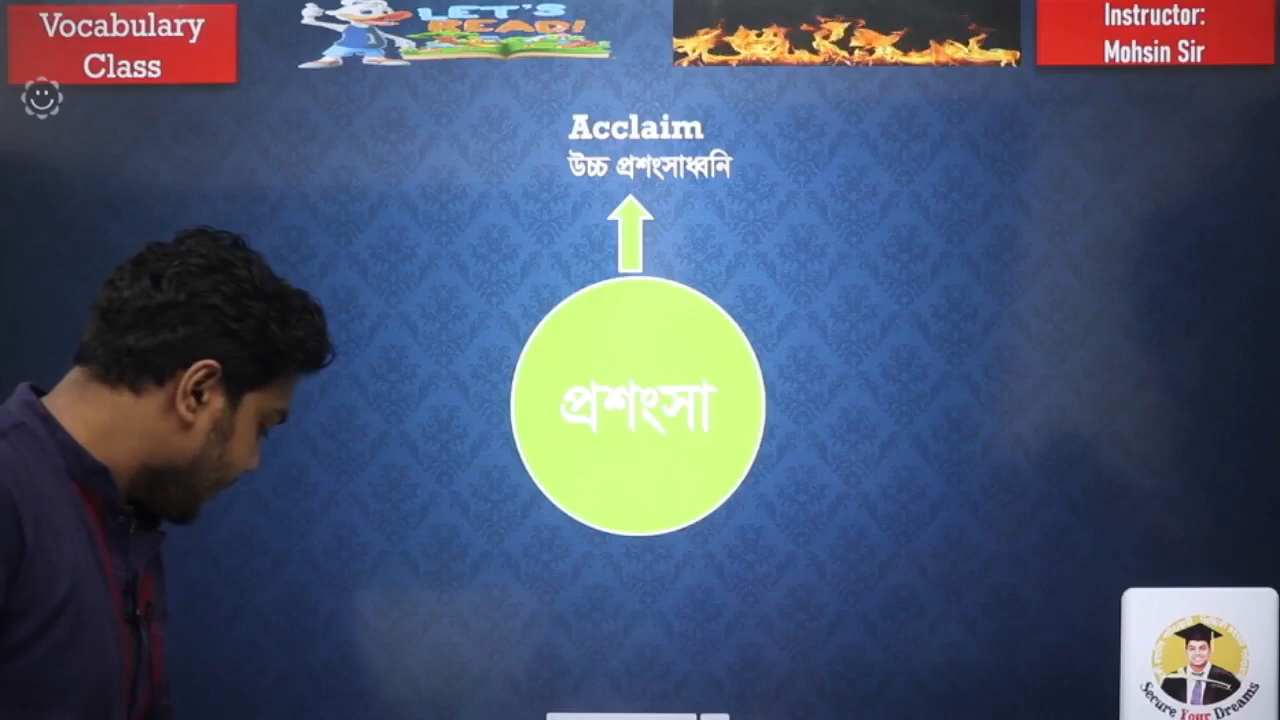 Vocabulary
Class
LET'S
READ!
Instructor:
Mohsin Sir
Acclaim
উচ্চ প্রশংসাধ্বনি
প্রশংসা
Secure Your Dreams